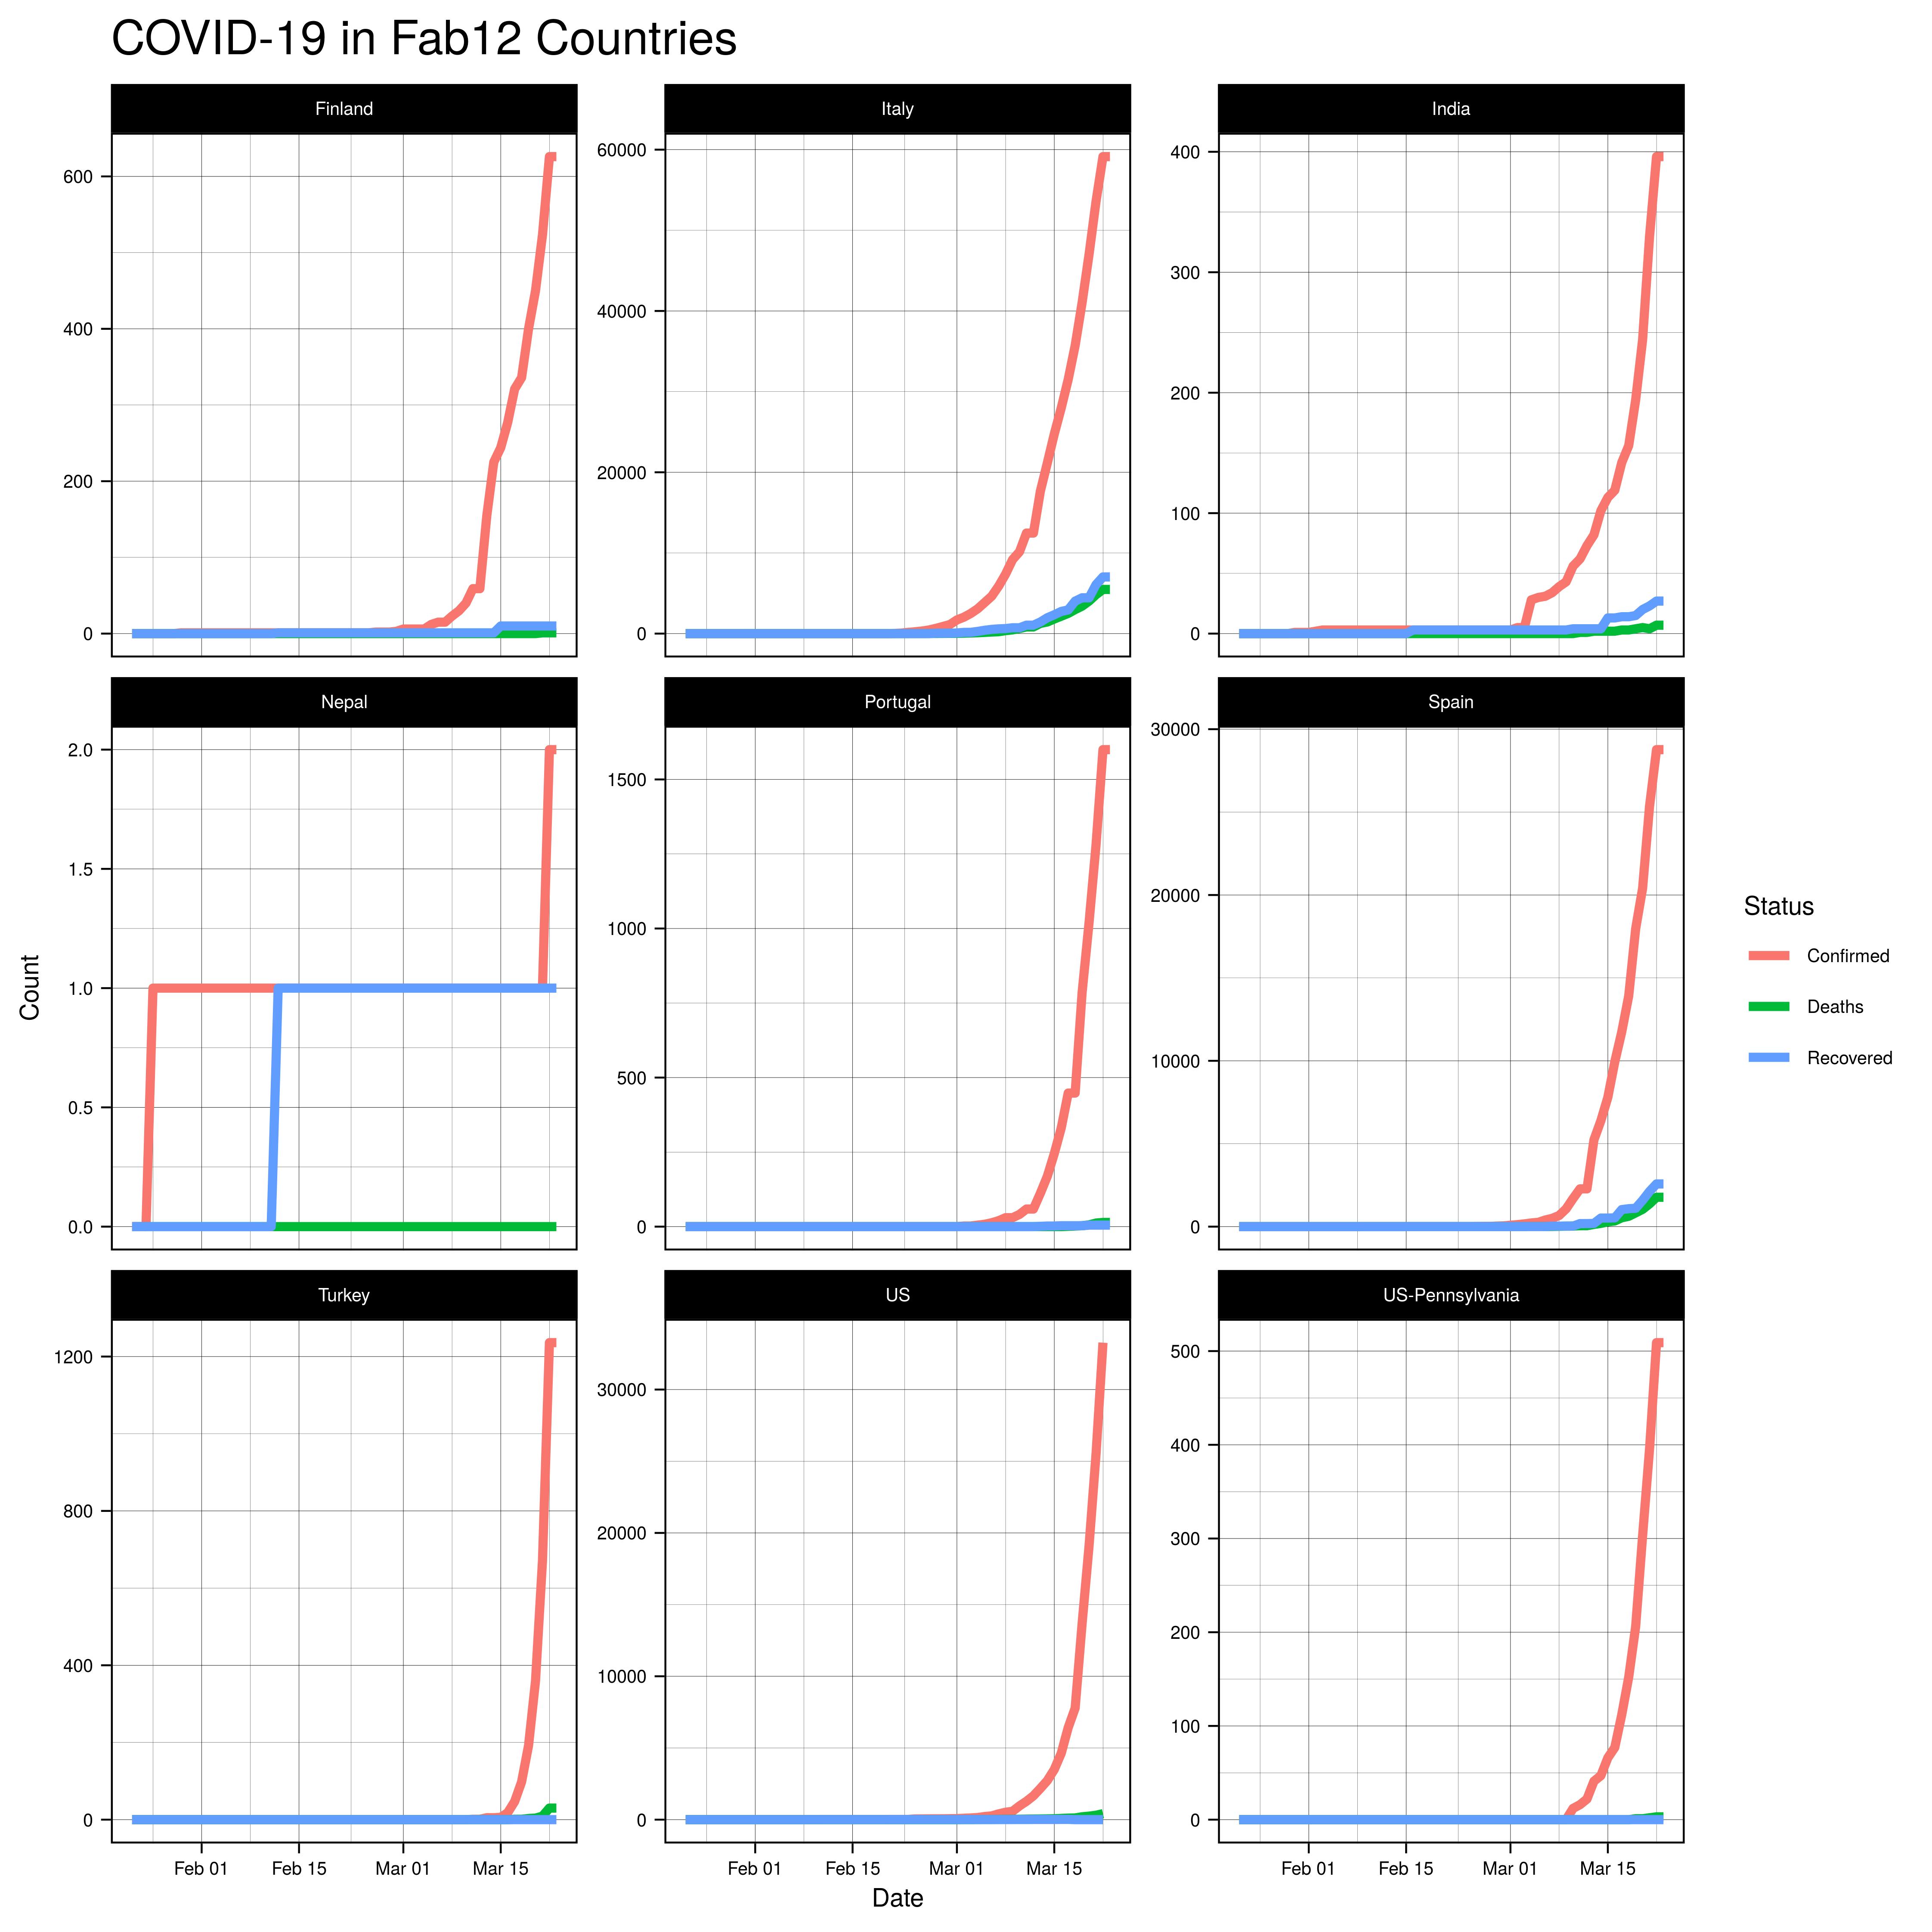 COVID-19 in Fab12 Countries
Finland
Italy
India
600
400
200
0
60000
40000
20000
0
400
300
200
100
0
Nepal
Portugal
Spain
2.0
1.5
1.0
0.5
0.0
1500
1000
500
0
30000
20000
10000
0
Turkey
US
US-Pennsylvania
1200
800
400
0
30000
20000
10000
0
500
400
300
200
100
0
Feb 01 Feb 15 Mar 01 Mar 15
Feb 01 Feb 15 Mar 01 Mar 15
Feb 01 Feb 15 Mar 01 Mar 15
Date
Count
Status
Confirmed
Deaths
Recovered